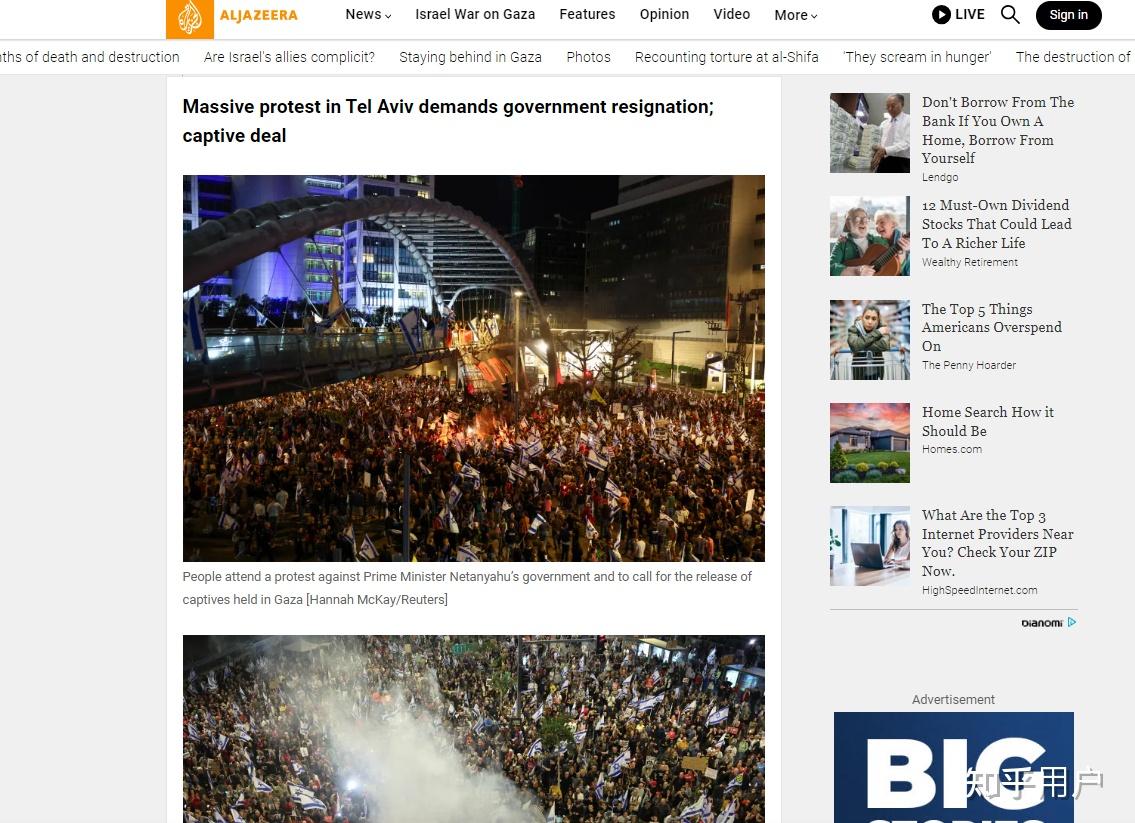 ALJAZEERA
News
Israel War on Gaza
Features
Opinion
Video
More
LIVE
Sign in
ths of death and destruction
Are Israel's allies complicit?
Staying behind in Gaza
Photos
Recounting torture at al-Shifa
'They scream in hunger'
The destruction of
Massive protest in Tel Aviv demands government resignation;
captive deal
People attend a protest against Prime Minister Netanyahu's government and to call for the release of
captives held in Gaza [Hannah McKay/Reuters]
Don't Borrow From The
Bank If You Own A
Home, Borrow From
Yourself
Lendgo
12 Must-Own Dividend
Stocks That Could Lead
To A Richer Life
Wealthy Retirement
The Top 5 Things
Americans Overspend
On
The Penny Hoarder
Home Search How it
Should Be
Homes.com
What Are the Top 3
Internet Providers Near
You? Check Your ZIP
Now.
HighSpeedInternet.com
DIANOMI
Advertisement
BIG
STORIES
知乎用户